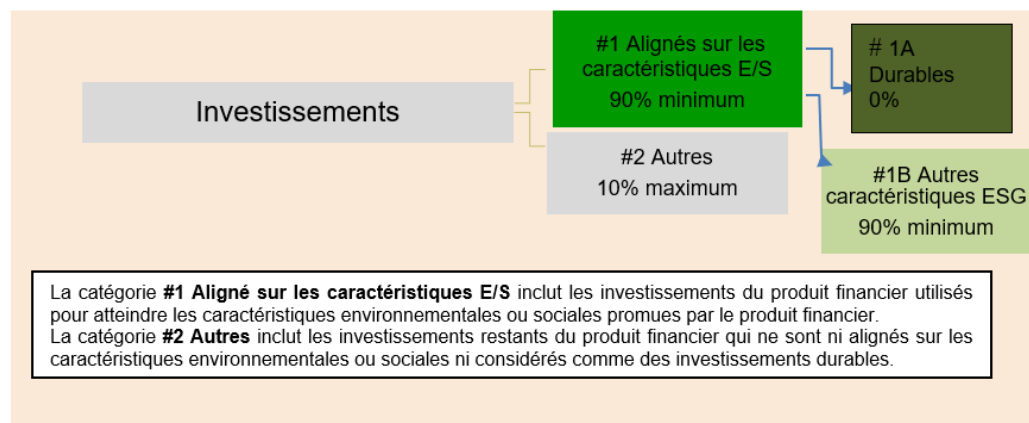 Investissements
#1 Alignés sur les
caractéristiques E/S
90% minimum
#2 Autres
10% maximum
# 1A
Durables
0%
#1B Autres
caractéristiques ESG
90% minimum
La catégorie #1 Aligné sur les caractéristiques E/S inclut les investissements du produit financier utilisés
pour atteindre les caractéristiques environnementales ou sociales promues par le produit financier.
La catégorie #2 Autres inclut les investissements restants du produit financier qui ne sont ni alignés sur les
caractéristiques environnementales ou sociales ni considérés comme des investissements durables.